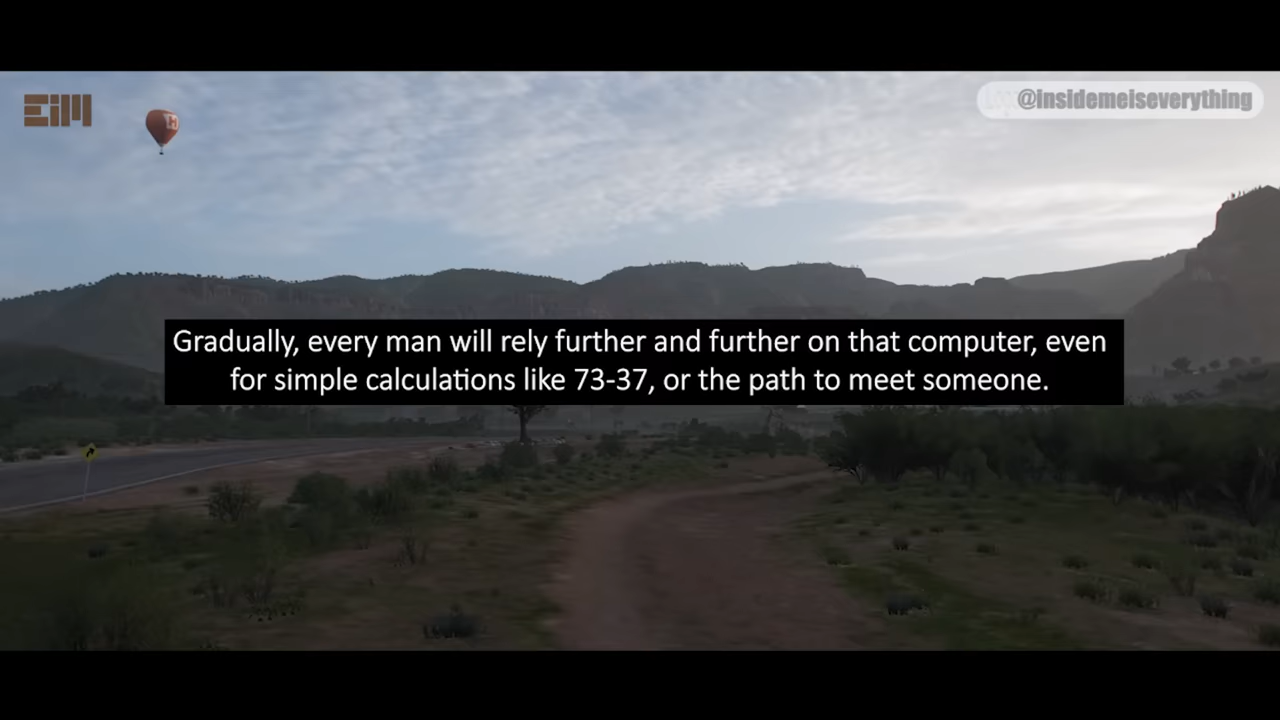 EiM
@insidemeiseverything
H
Gradually, every man will rely further and further on that computer, even
for simple calculations like 73-37, or the path to meet someone.